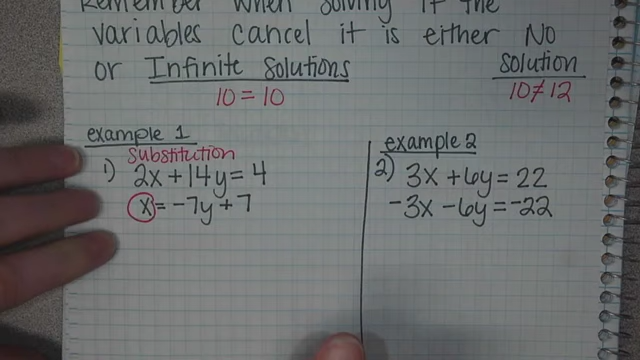 Remember when solving if the
variables cancel it is either No
or Infinite Solutions solution
10 = 10 10 ≠ 12
example 1
Substitution
1) 2x + 14y = 4
x = -7y + 7
example 2
2) 3x + 6y = 22
-3x - 6y = -22